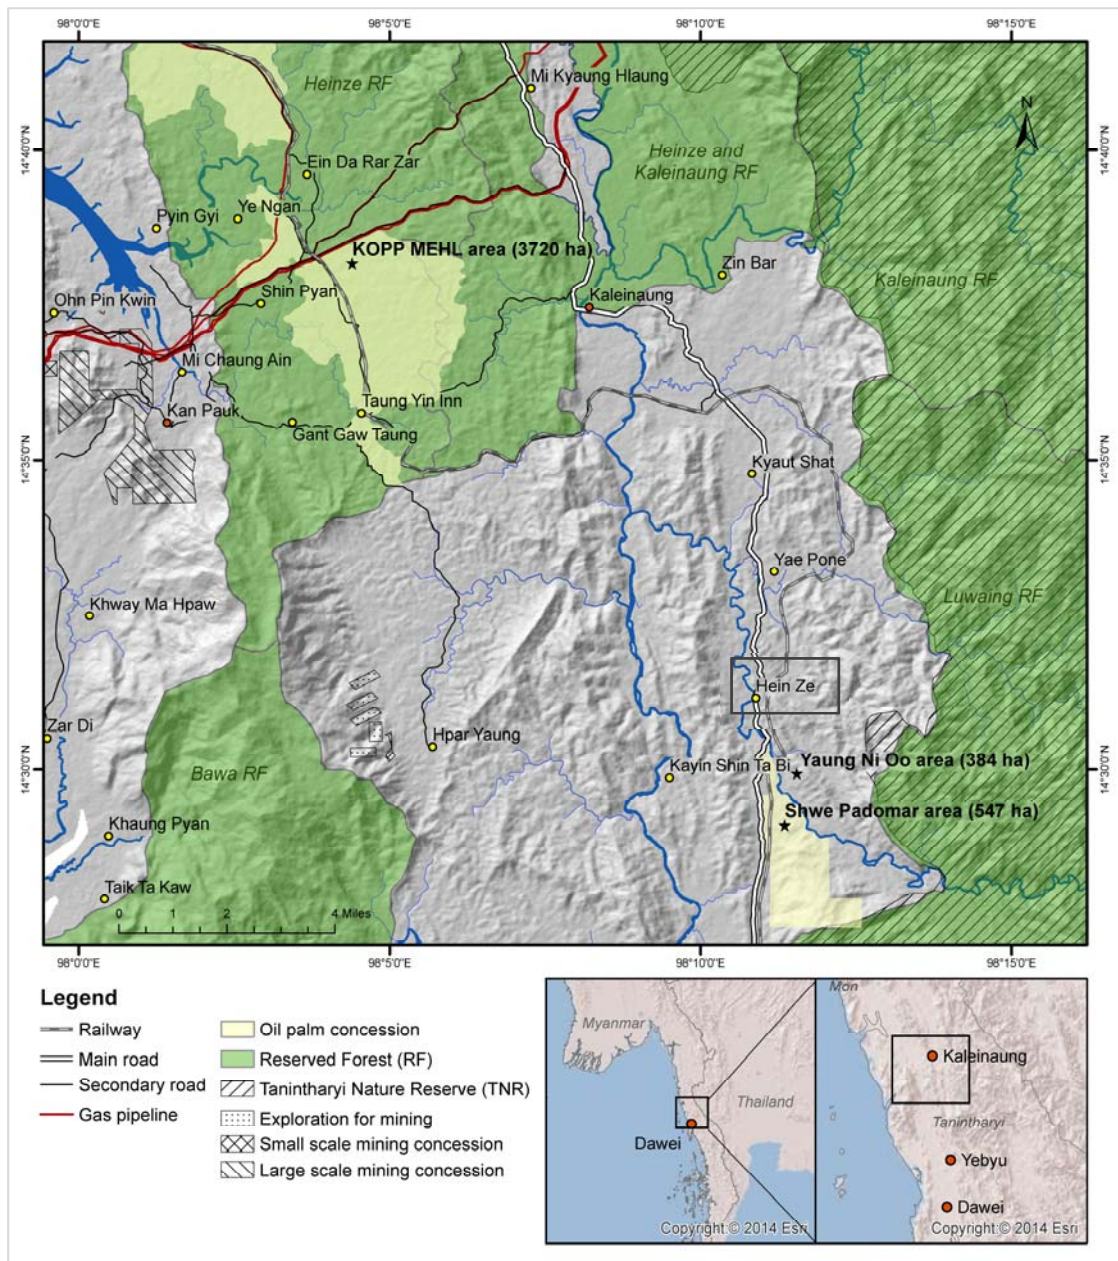 98°0'0"E
98°5'0"E
98°10'0"E
98°15'0"E
14°40'0"N
14°40'0"N
14°35'0"N
14°35'0"N
14°30'0"N
14°30'0"N
N
Mi Kyaung Hlaung
Heinze RF
Heinze and
Kaleinaung RF
Ein Da Rar Zar
Ye Ngan
Pyin Gyi
KOPP MEHL area (3720 ha)
Zin Bar
Kaleinaung RF
Shin Pyan
Kaleinaung
Ohn Pin Kwin
Mi Chaung Ain
Taung Yin Inn
Kan Pauk
Gant Gaw Taung
Kyaut Shat
Yae Pone
Luwaing RF
Khway Ma Hpaw
Hein Ze
Zar Di
Hpar Yaung
Yaung Ni Oo area (384 ha)
Kayin Shin Ta Bi
Bawa RF
Shwe Padomar area (547 ha)
Khaung Pyan
Taik Ta Kaw
0 1 2 4 Miles
98°0'0"E
98°5'0"E
98°10'0"E
98°15'0"E
Legend
Railway
Main road
Secondary road
Gas pipeline
Oil palm concession
Reserved Forest (RF)
Tanintharyi Nature Reserve (TNR)
Exploration for mining
Small scale mining concession
Large scale mining concession
Myanmar
Thailand
Dawei
Copyright:© 2014 Esri
Mon
Kaleinaung
Tanintharyi
Yebyu
Dawei
Copyright:© 2014 Esri